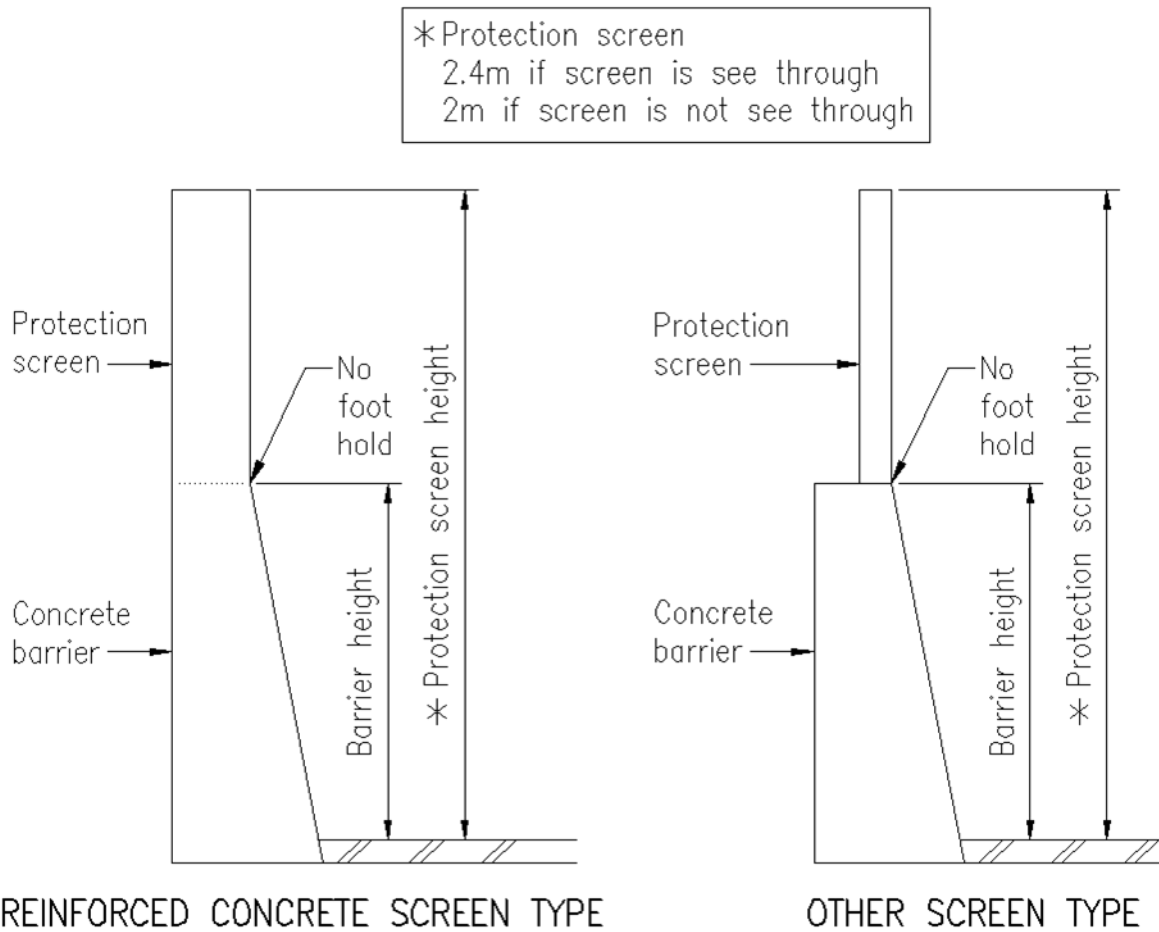 * Protection screen
2.4m if screen is see through
2m if screen is not see through
Protection
screen
No
foot
hold
* Protection screen height
Barrier height
Concrete
barrier
REINFORCED CONCRETE SCREEN TYPE
Protection
screen
No
foot
hold
* Protection screen height
Barrier height
Concrete
barrier
OTHER SCREEN TYPE